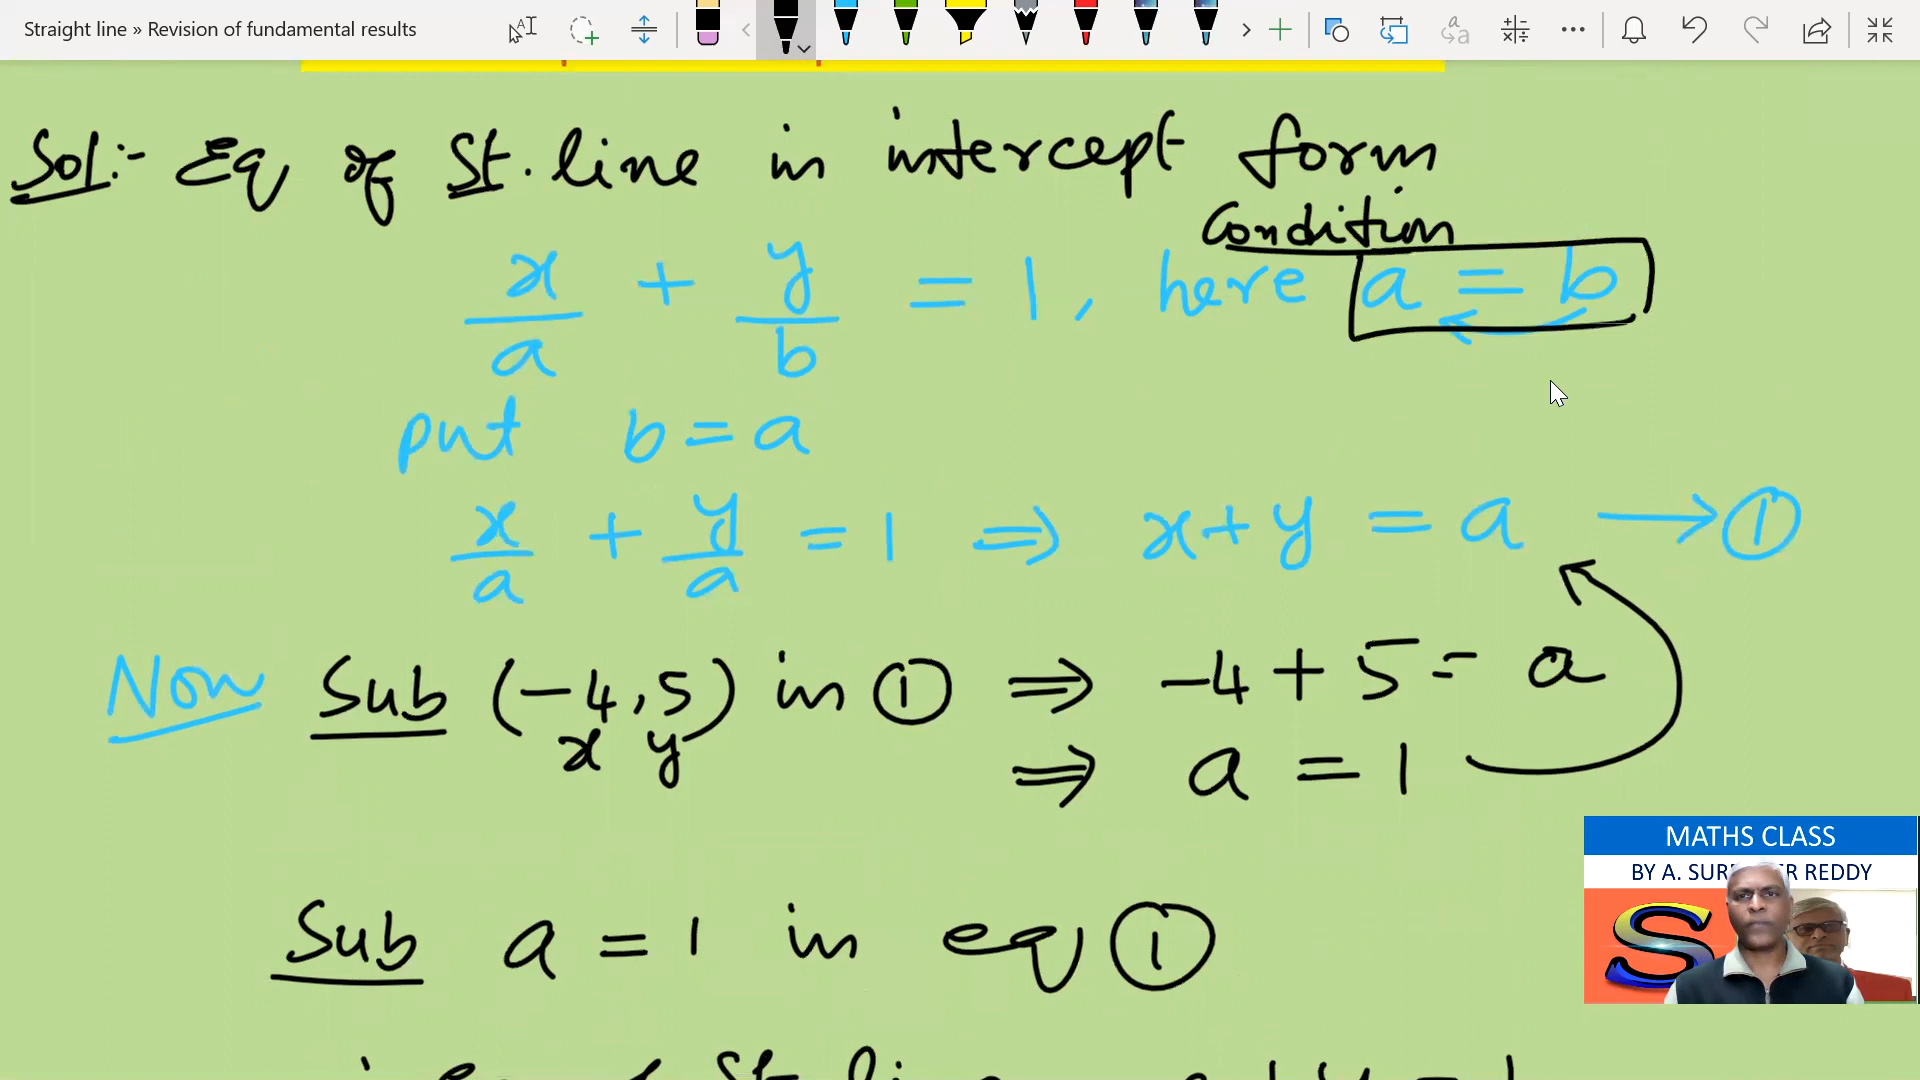 Straight line » Revision of fundamental results
Sol:- Eq of St. line in intercept form
Condition
x/a + y/b = 1, here a = b
put b = a
x/a + y/a = 1 ⇒ x+y = a → ①
Now Sub (-4,5) in ① ⇒ -4 + 5 = a
x y
⇒ a = 1
MATHS CLASS
BY A. REDDY
S
Sub a = 1 in eq ①